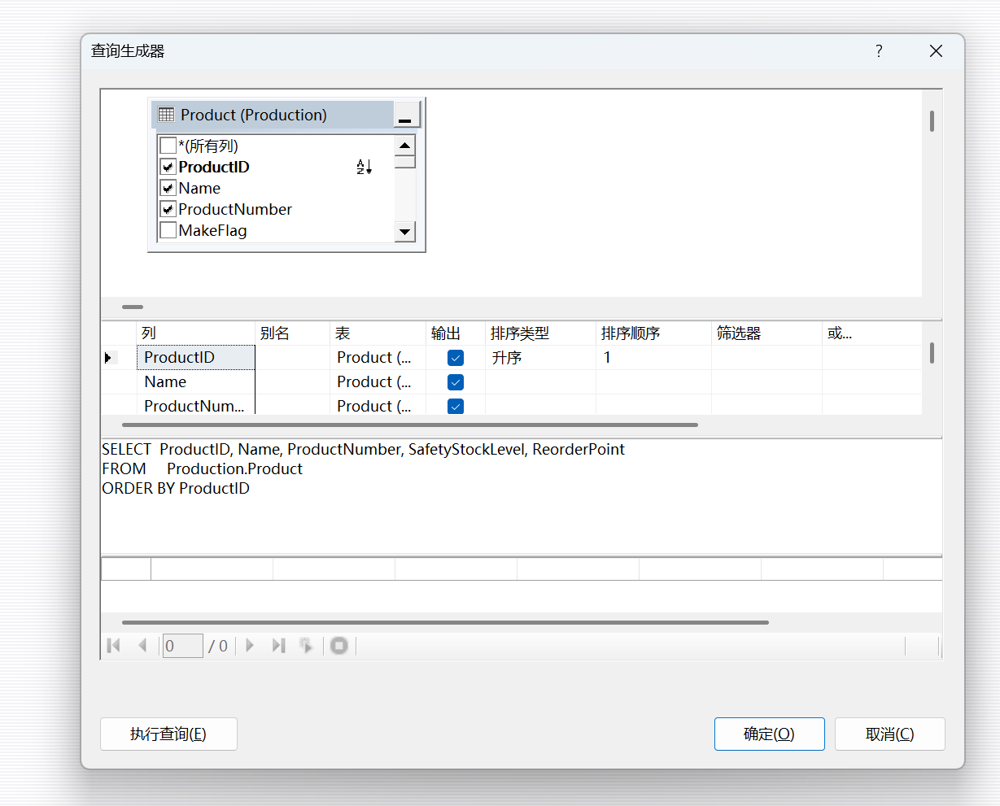 查询生成器
?
Product (Production)
*(所有列)
ProductID
Name
ProductNumber
MakeFlag
列 别名 表 输出 排序类型 排序顺序 筛选器 或...
ProductID Product (... 升序 1
Name Product (...
ProductNum... Product (...
SELECT ProductID, Name, ProductNumber, SafetyStockLevel, ReorderPoint
FROM Production.Product
ORDER BY ProductID
0 / 0
执行查询(E) 确定(O) 取消(C)